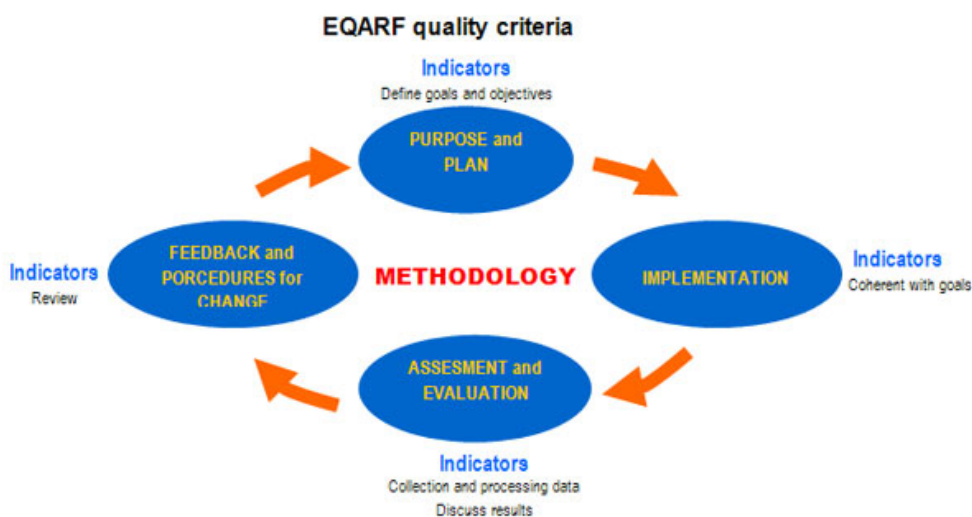 EQARF quality criteria
Indicators
Define goals and objectives
PURPOSE and
PLAN
Indicators
Review
FEEDBACK and
PORCEDURES for
CHANGE
METHODOLOGY
IMPLEMENTATION
Indicators
Coherent with goals
ASSESMENT and
EVALUATION
Indicators
Collection and processing data
Discuss results